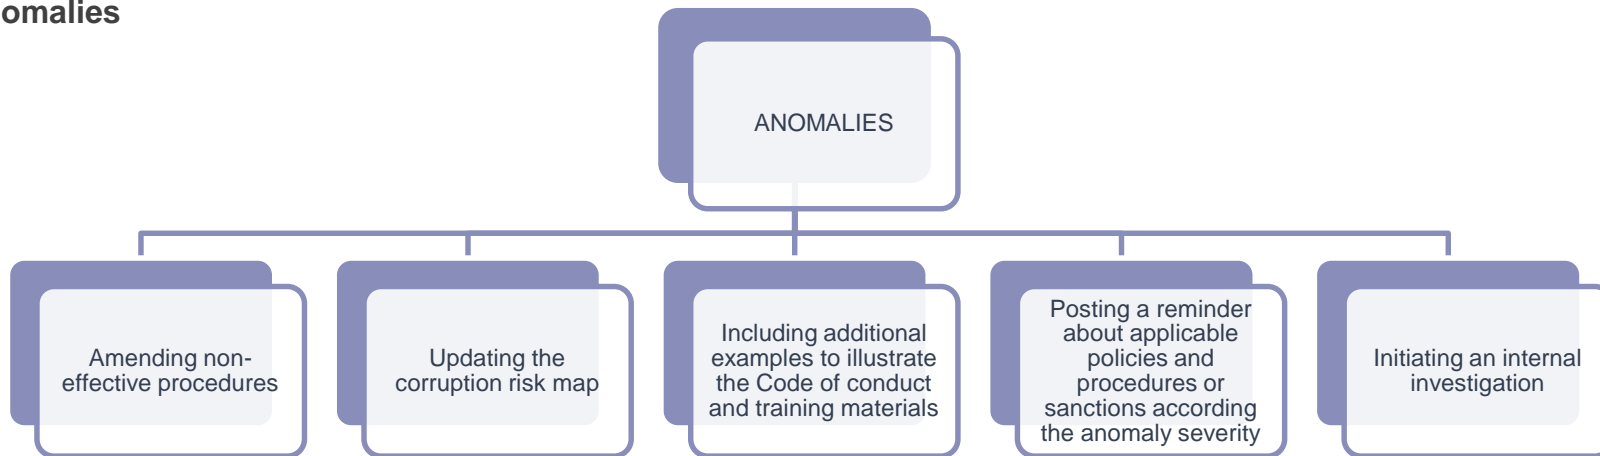 omalies
ANOMALIES
Amending non-
effective procedures
Updating the
corruption risk map
Including additional
examples to illustrate
the Code of conduct
and training materials
Posting a reminder
about applicable
policies and
procedures or
sanctions according
the anomaly severity
Initiating an internal
investigation